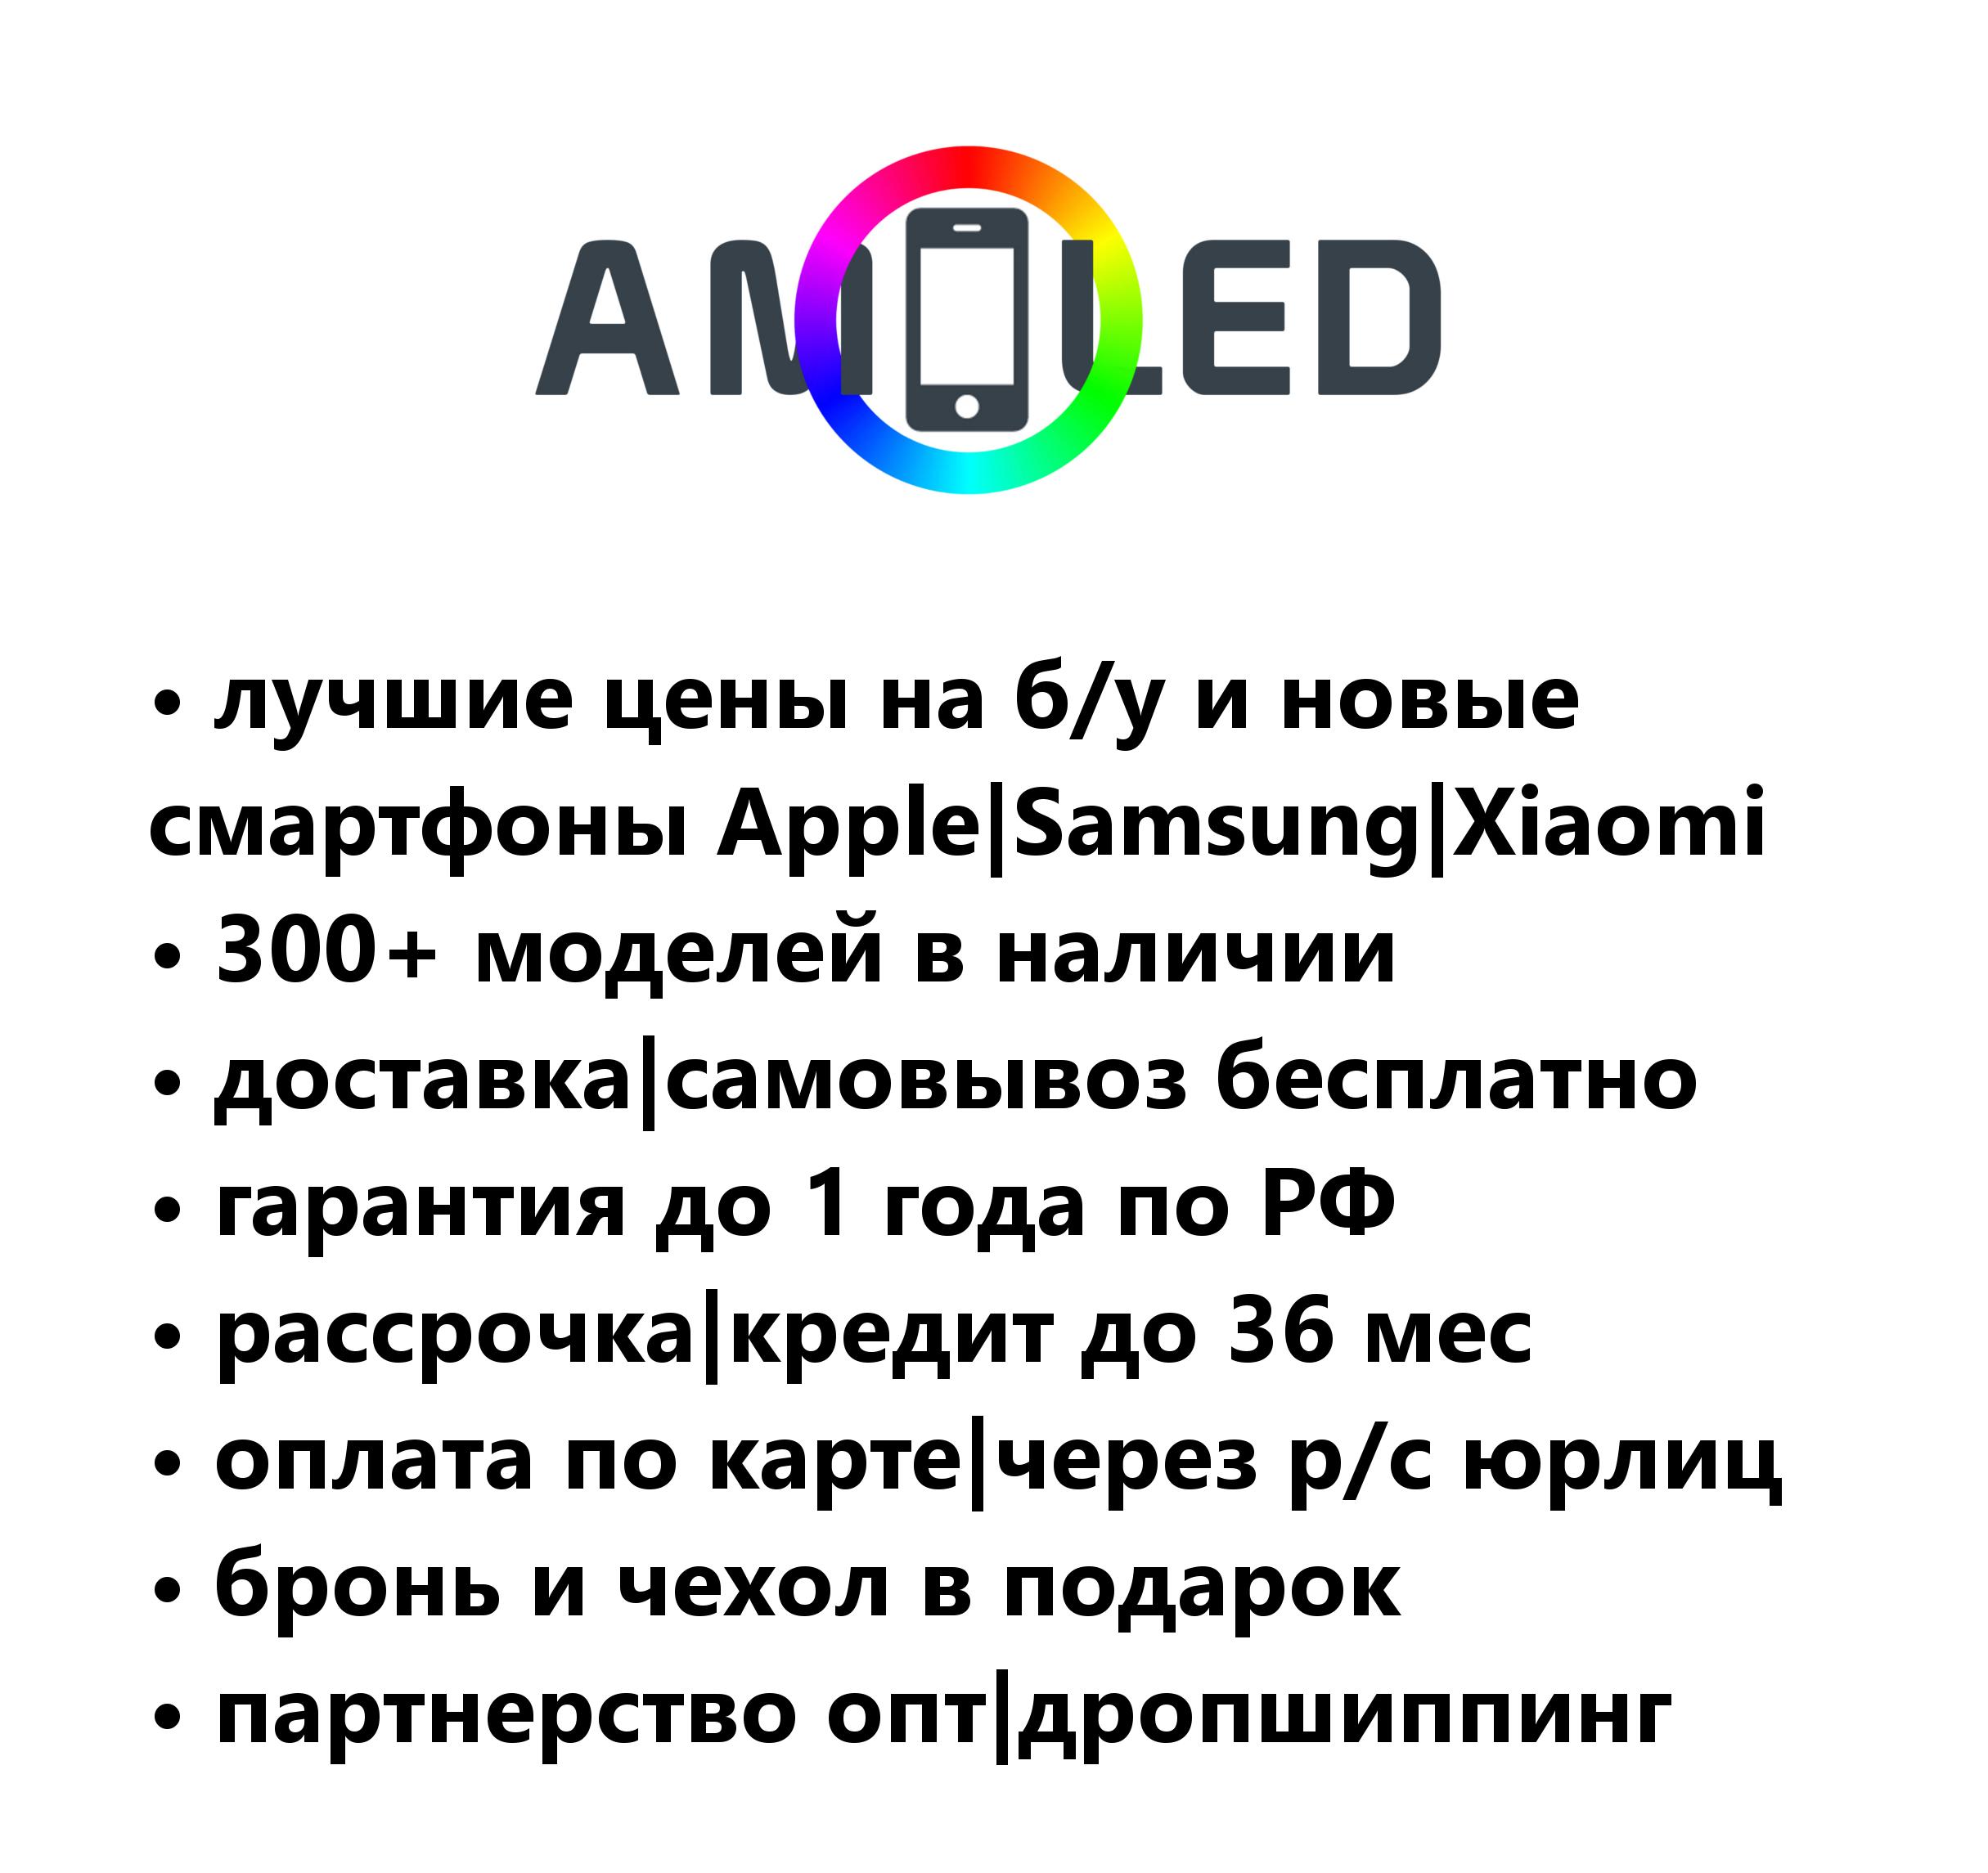 AMOLED
• лучшие цены на б/у и новые
смартфоны Apple|Samsung|Xiaomi
• 300+ моделей в наличии
• доставка|самовывоз бесплатно
• гарантия до 1 года по РФ
• рассрочка|кредит до 36 мес
• оплата по карте|через р/с юрлиц
• бронь и чехол в подарок
• партнерство опт|дропшиппинг